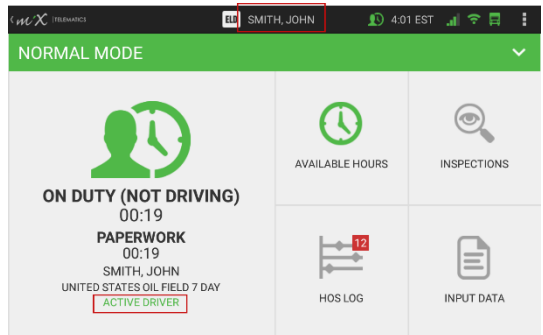 mX TELEMATICS ELD SMITH, JOHN 4:01 EST
NORMAL MODE
ON DUTY (NOT DRIVING)
00:19
PAPERWORK
00:19
SMITH, JOHN
UNITED STATES OIL FIELD 7 DAY
ACTIVE DRIVER
AVAILABLE HOURS
INSPECTIONS
12
HOS LOG
INPUT DATA